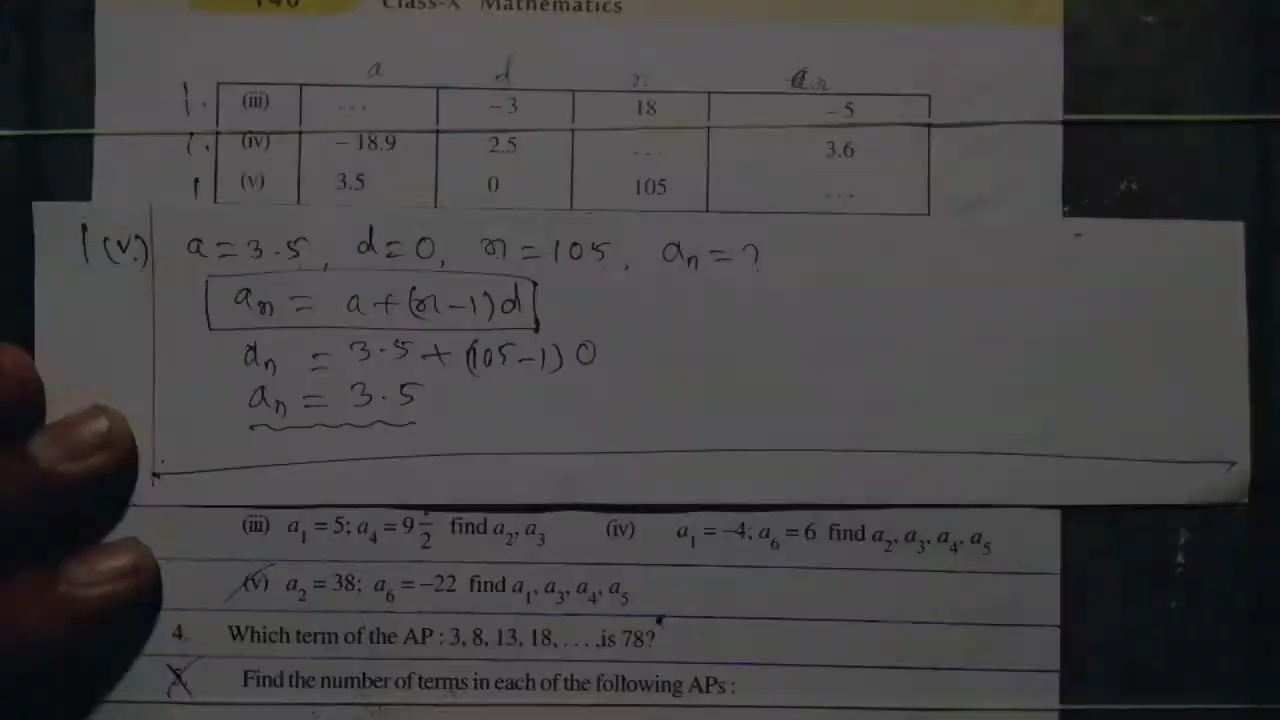 140 Class-X Mathematics
a d n an
1. (iii) ... –3 18 –5
1. (iv) –18.9 2.5 ... 3.6
1 (v) 3.5 0 105 ...
1(v.) a=3.5, d=0, n=105, an=?
an = a+(n-1)d
an = 3.5+(105-1)0
an = 3.5
(iii) a1 = 5; a4 = 9 1/2 find a2, a3 (iv) a1 = –4; a6 = 6 find a2, a3, a4, a5
(v) a2 = 38; a6 = –22 find a1, a3, a4, a5
4. Which term of the AP : 3, 8, 13, 18, . . . .is 78?
Find the number of terms in each of the following APs :